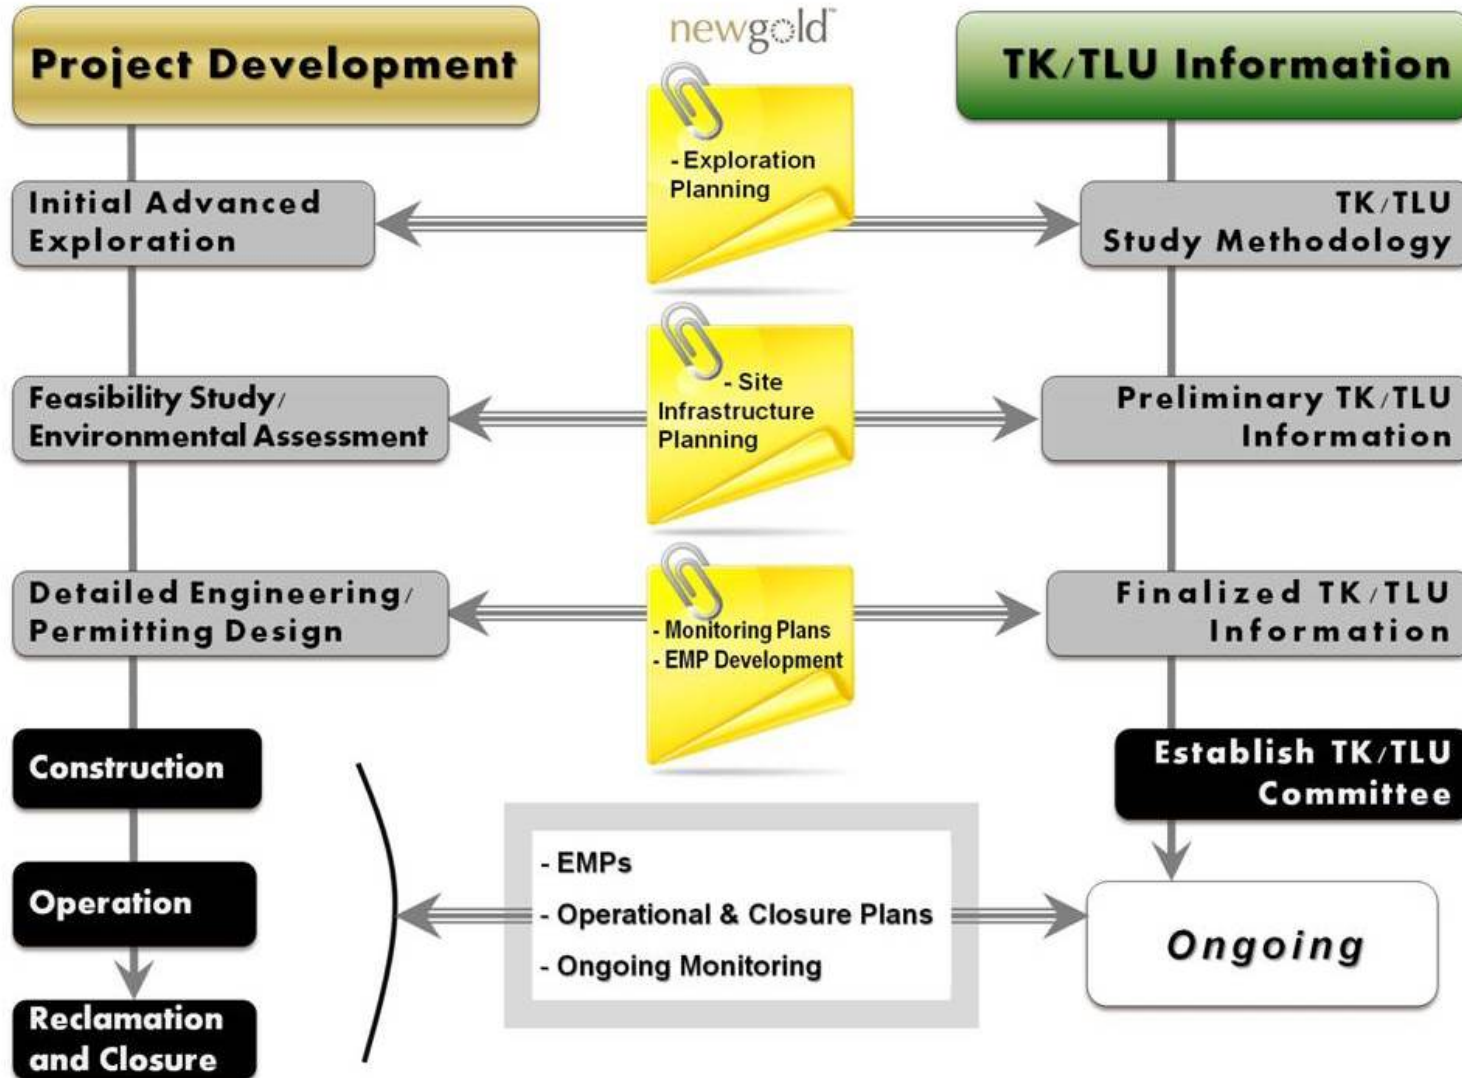 newgold™
Project Development
TK/TLU Information
- Exploration
Planning
Initial Advanced
Exploration
TK/TLU
Study Methodology
- Site
Infrastructure
Planning
Feasibility Study/
Environmental Assessment
Preliminary TK/TLU
Information
Detailed Engineering/
Permitting Design
- Monitoring Plans
- EMP Development
Finalized TK/TLU
Information
Construction
Establish TK/TLU
Committee
Operation
- EMPs
- Operational & Closure Plans
- Ongoing Monitoring
Ongoing
Reclamation
and Closure